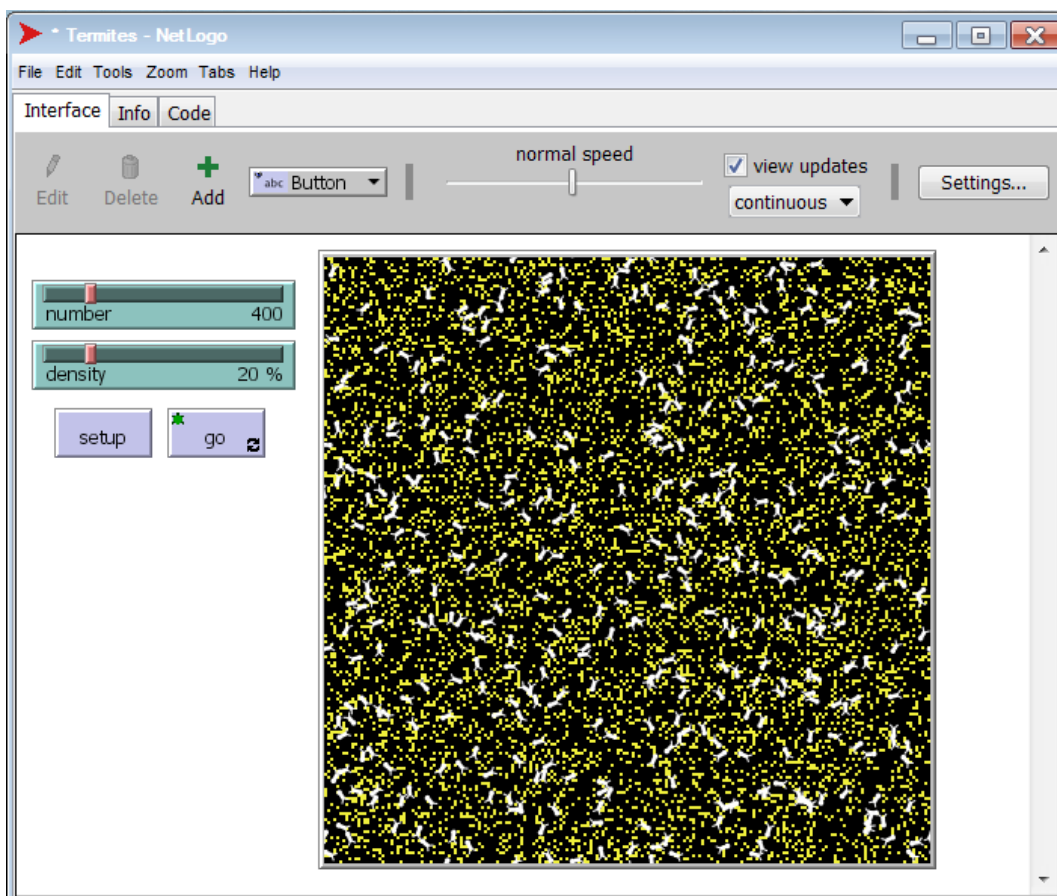 * Termites - NetLogo
File Edit Tools Zoom Tabs Help
Interface Info Code
normal speed
view updates
Edit Delete Add abc Button continuous Settings...
number 400
density 20 %
setup go